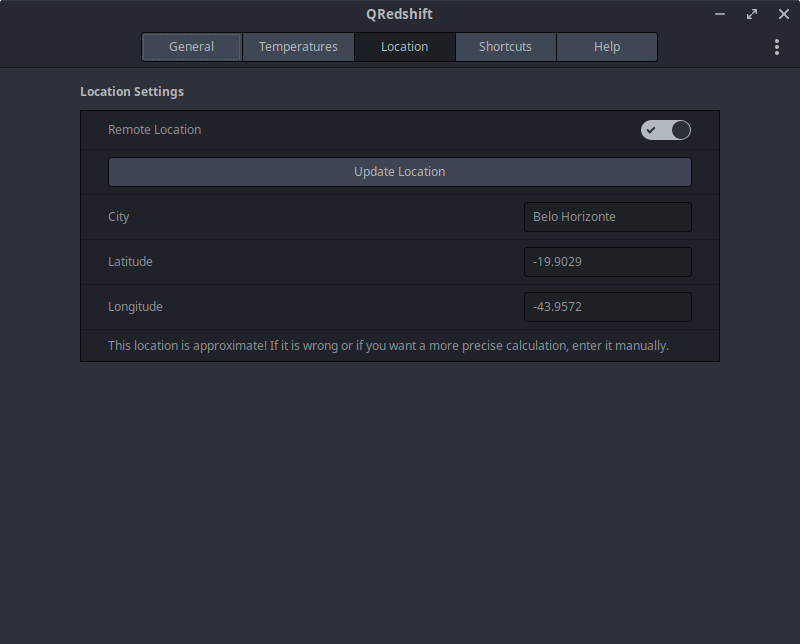 QRedshift
General Temperatures Location Shortcuts Help
Location Settings
Remote Location
Update Location
City Belo Horizonte
Latitude -19.9029
Longitude -43.9572
This location is approximate! If it is wrong or if you want a more precise calculation, enter it manually.